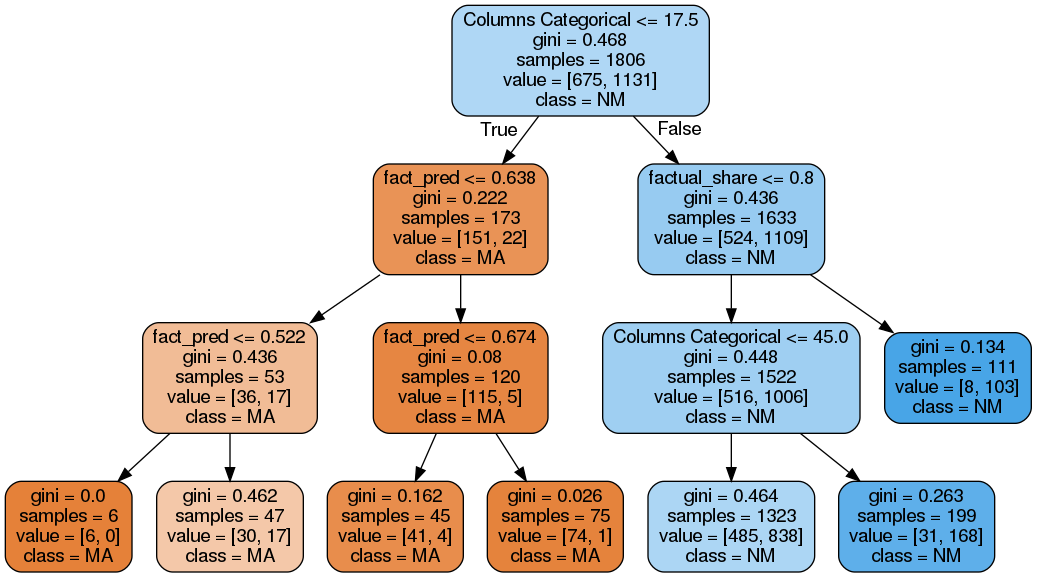 Columns Categorical <= 17.5
gini = 0.468
samples = 1806
value = [675, 1131]
class = NM
True
False
fact_pred <= 0.638
gini = 0.222
samples = 173
value = [151, 22]
class = MA
factual_share <= 0.8
gini = 0.436
samples = 1633
value = [524, 1109]
class = NM
fact_pred <= 0.522
gini = 0.436
samples = 53
value = [36, 17]
class = MA
fact_pred <= 0.674
gini = 0.08
samples = 120
value = [115, 5]
class = MA
Columns Categorical <= 45.0
gini = 0.448
samples = 1522
value = [516, 1006]
class = NM
gini = 0.134
samples = 111
value = [8, 103]
class = NM
gini = 0.0
samples = 6
value = [6, 0]
class = MA
gini = 0.462
samples = 47
value = [30, 17]
class = MA
gini = 0.162
samples = 45
value = [41, 4]
class = MA
gini = 0.026
samples = 75
value = [74, 1]
class = MA
gini = 0.464
samples = 1323
value = [485, 838]
class = NM
gini = 0.263
samples = 199
value = [31, 168]
class = NM